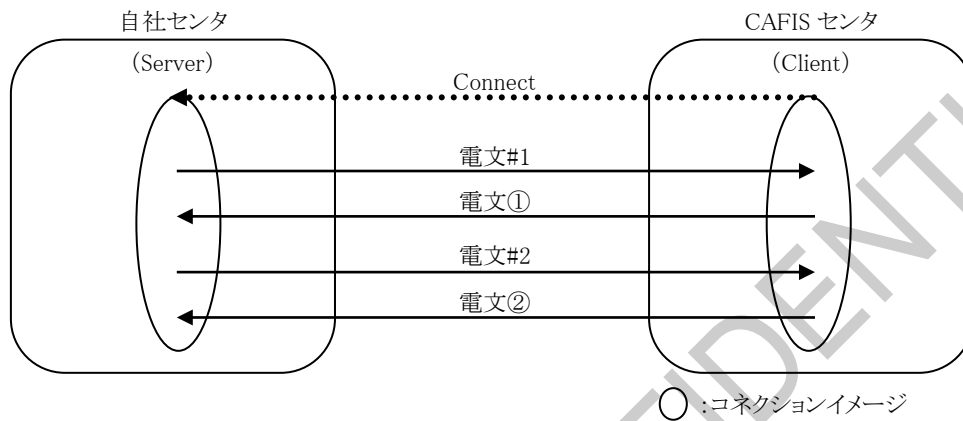 自社センタ
CAFIS センタ
(Server)
(Client)
Connect
電文#1
電文①
電文#2
電文②
:コネクションイメージ
FIDENTI